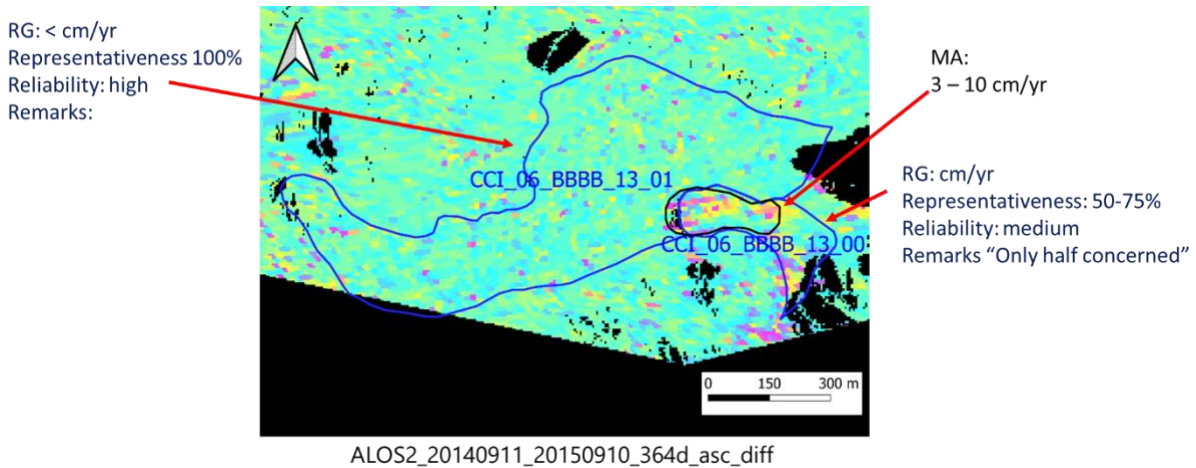 RG: < cm/yr
Representativeness 100%
Reliability: high
Remarks:
MA:
3 – 10 cm/yr
CCI_06_BBBB_13_01
RG: cm/yr
Representativeness: 50-75%
Reliability: medium
Remarks “Only half concerned”
CCI_06_BBBB_13_00
0 150 300 m
ALOS2_20140911_20150910_364d_asc_diff